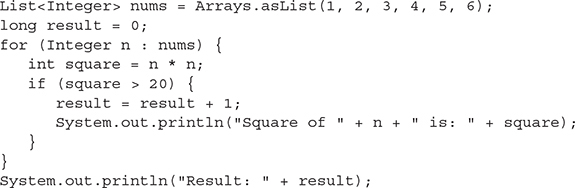 List<Integer> nums = Arrays.asList(1, 2, 3, 4, 5, 6);
long result = 0;
for (Integer n : nums) {
   int square = n * n;
   if (square > 20) {
      result = result + 1;
      System.out.println("Square of " + n + " is: " + square);
   }
}
System.out.println("Result: " + result);